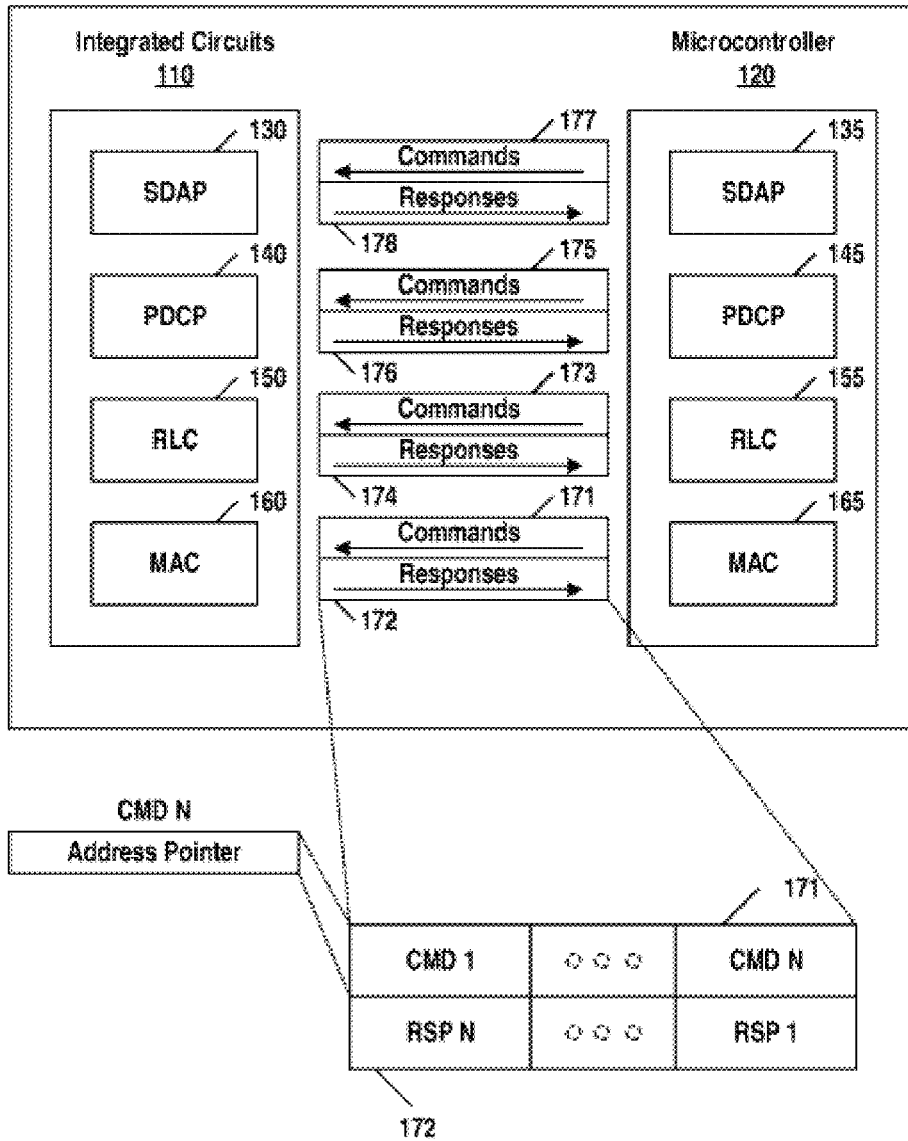 Integrated Circuits
110
Microcontroller
120
130
SDAP
177
Commands
Responses
178
135
SDAP
140
PDCP
175
Commands
Responses
176
145
PDCP
150
RLC
173
Commands
Responses
174
155
RLC
160
MAC
171
Commands
Responses
172
165
MAC
CMD N
Address Pointer
171
CMD 1
CMD N
RSP N
RSP 1
172